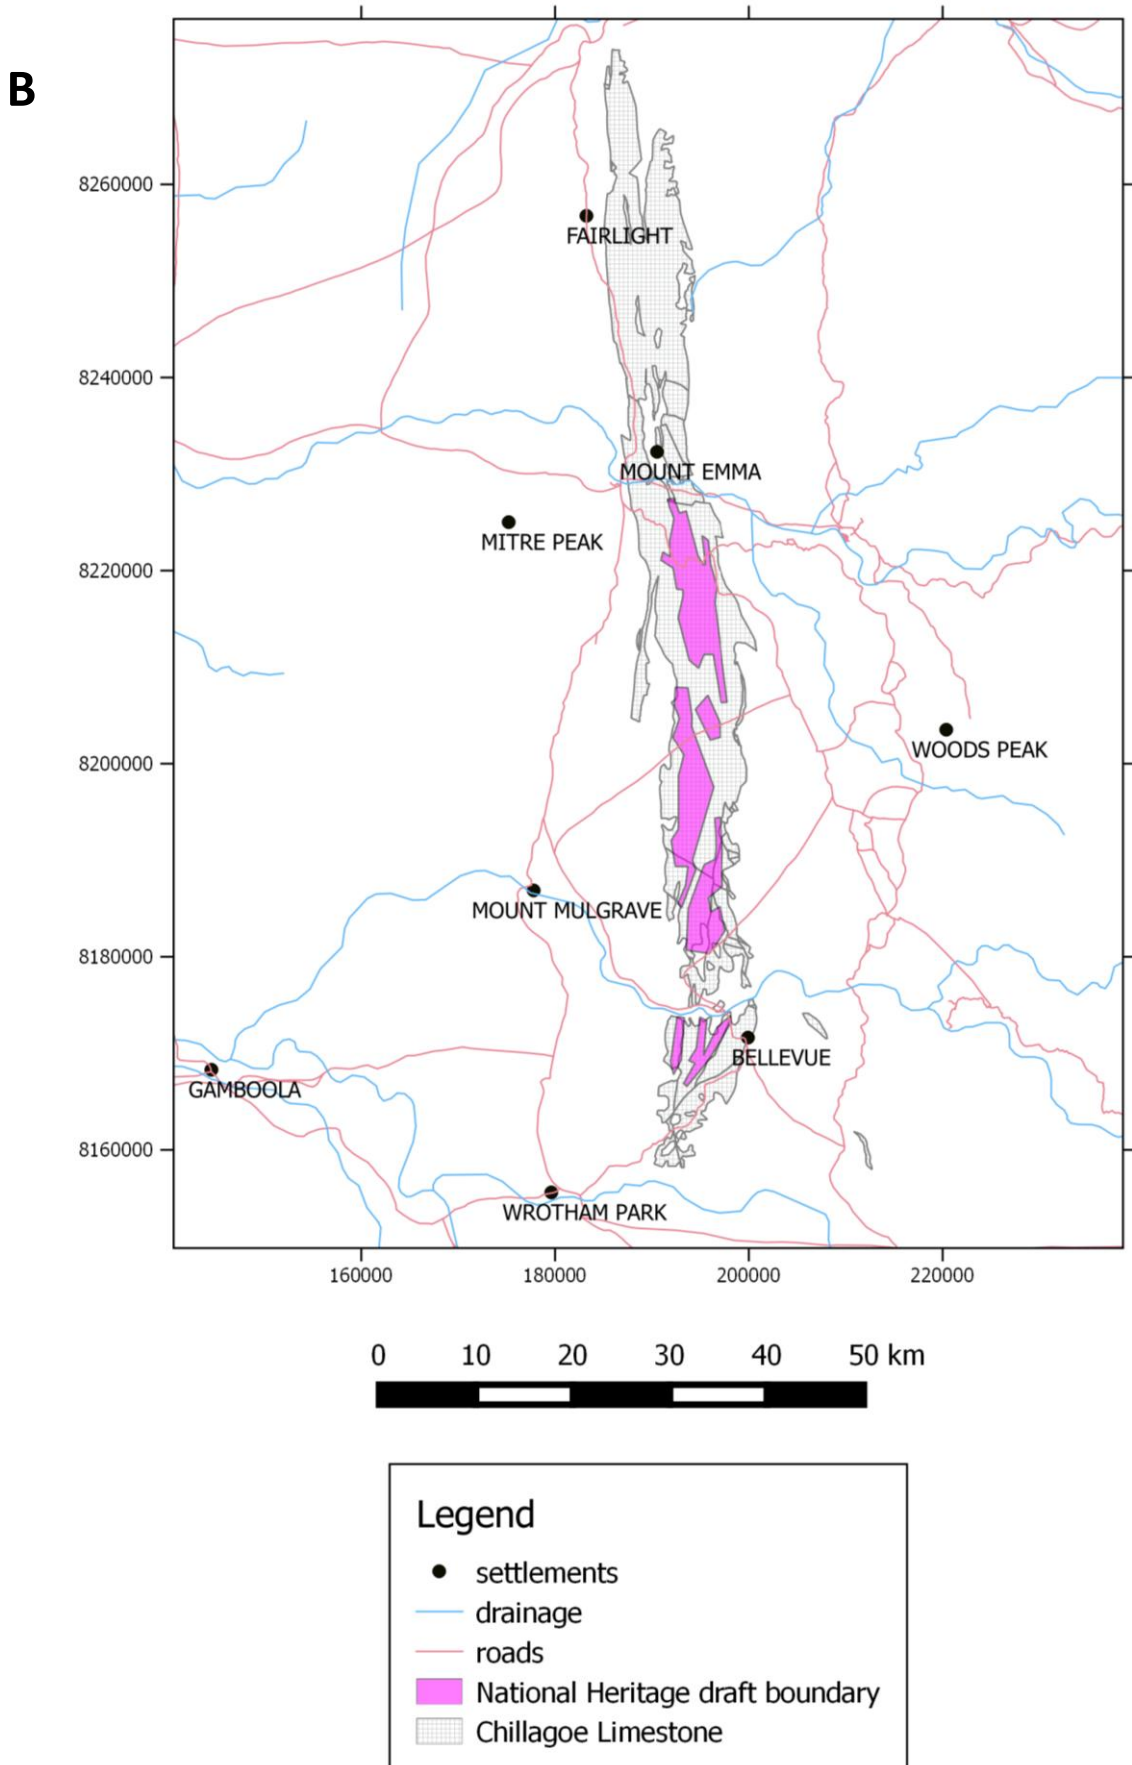 B
8260000
FAIRLIGHT
8240000
MOUNT EMMA
MITRE PEAK
8220000
WOODS PEAK
8200000
MOUNT MULGRAVE
8180000
BELLEVUE
GAMBOOLA
8160000
WROTHAM PARK
160000 180000 200000 220000
0 10 20 30 40 50 km
Legend
settlements
drainage
roads
National Heritage draft boundary
Chillagoe Limestone